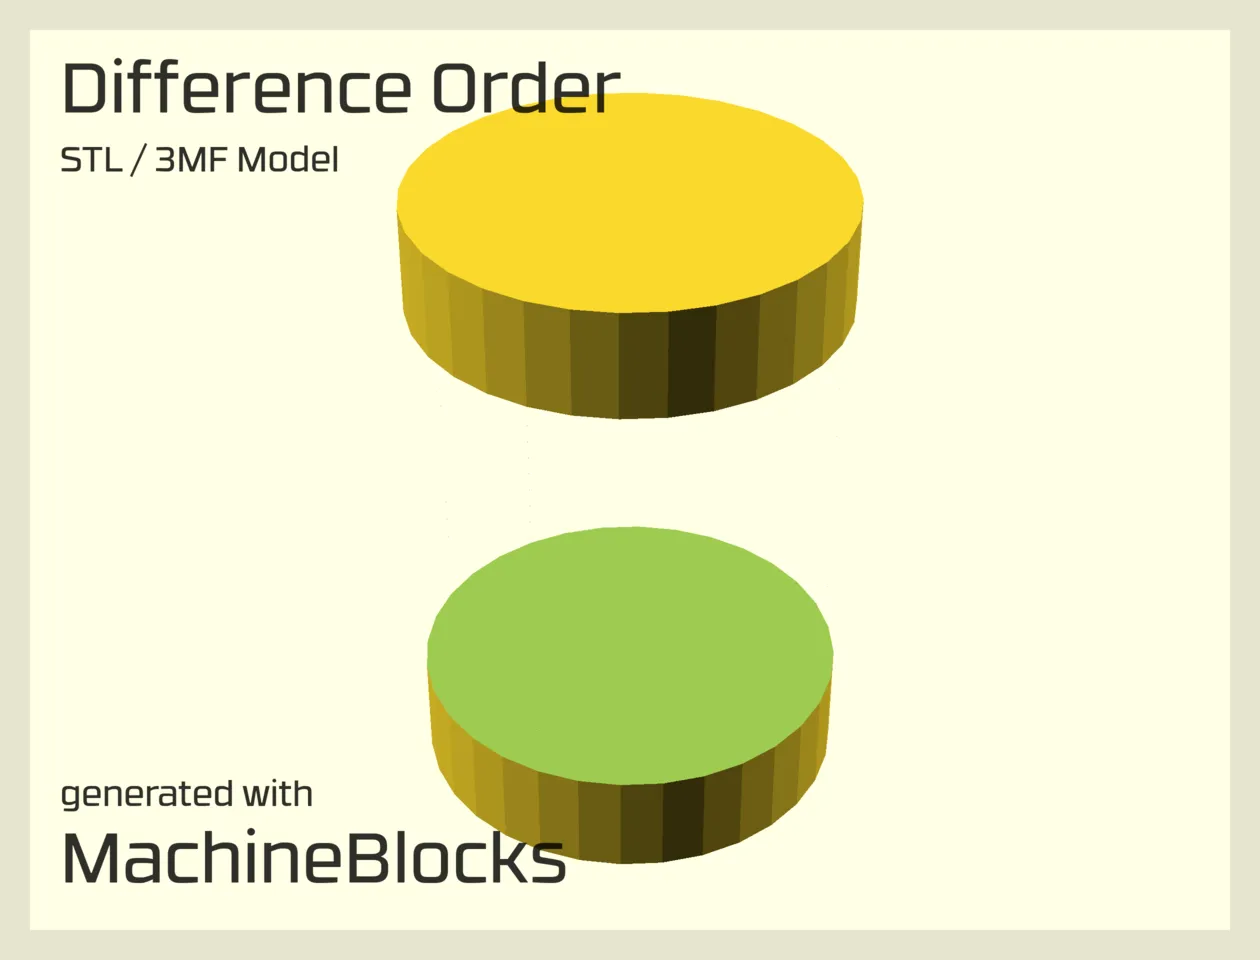 Difference Order
STL / 3MF Model
generated with
MachineBlocks